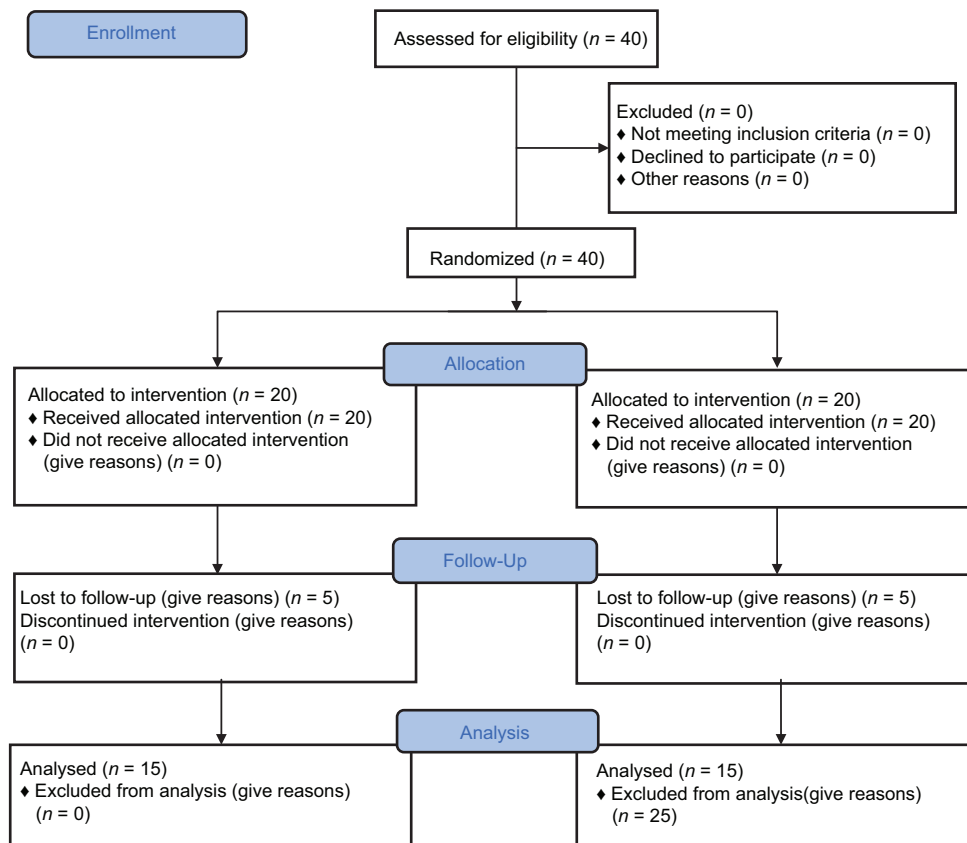 Enrollment
Assessed for eligibility (n = 40)
Excluded (n = 0)
♦ Not meeting inclusion criteria (n = 0)
♦ Declined to participate (n = 0)
♦ Other reasons (n = 0)
Randomized (n = 40)
Allocation
Allocated to intervention (n = 20)
♦ Received allocated intervention (n = 20)
♦ Did not receive allocated intervention
(give reasons) (n = 0)
Allocated to intervention (n = 20)
♦ Received allocated intervention (n = 20)
♦ Did not receive allocated intervention
(give reasons) (n = 0)
Follow-Up
Lost to follow-up (give reasons) (n = 5)
Discontinued intervention (give reasons)
(n = 0)
Lost to follow-up (give reasons) (n = 5)
Discontinued intervention (give reasons)
(n = 0)
Analysis
Analysed (n = 15)
♦ Excluded from analysis (give reasons)
(n = 0)
Analysed (n = 15)
♦ Excluded from analysis(give reasons)
(n = 25)